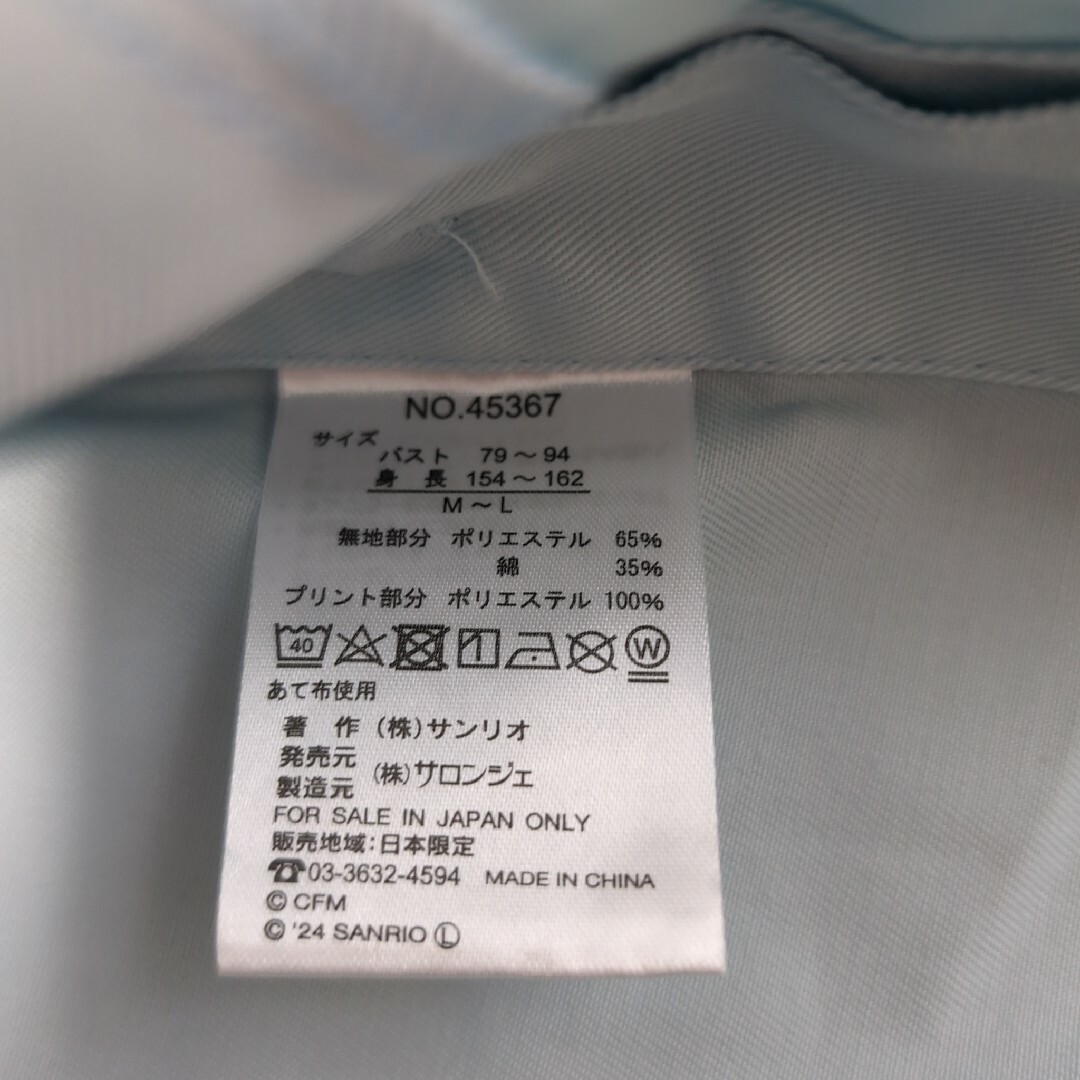 NO.45367
サイズ
バスト 79～94
身 長 154～162
M～L
無地部分 ポリエステル 65%
綿 35%
プリント部分 ポリエステル 100%
40 W
あて布使用
著 作 (株)サンリオ
発売元
製造元 (株)サロンジェ
FOR SALE IN JAPAN ONLY
販売地域:日本限定
☎03-3632-4594 MADE IN CHINA
© CFM
© '24 SANRIO Ⓛ